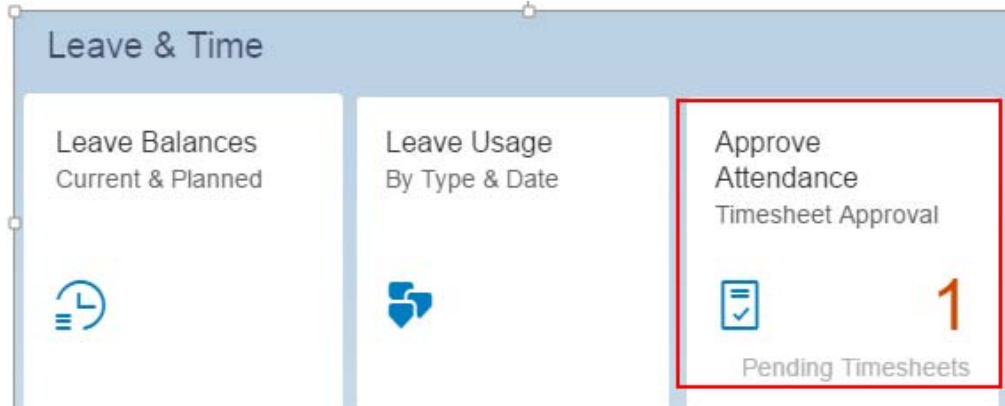 Leave & Time
Leave Balances
Current & Planned
Leave Usage
By Type & Date
Approve
Attendance
Timesheet Approval
1
Pending Timesheets